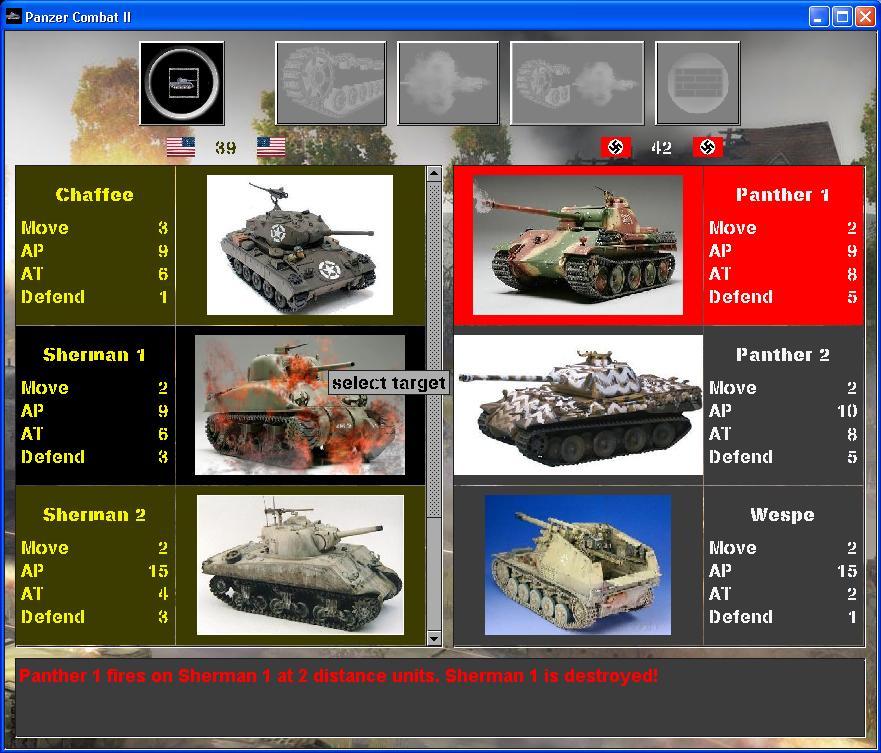 Panzer Combat II
39
42
Chaffee
Move 3
AP 9
AT 6
Defend 1
Panther 1
Move 2
AP 9
AT 8
Defend 5
Sherman 1
Move 2
AP 9
AT 6
Defend 3
select target
Panther 2
Move 2
AP 10
AT 8
Defend 5
Sherman 2
Move 2
AP 15
AT 4
Defend 3
Wespe
Move 2
AP 15
AT 2
Defend 1
Panther 1 fires on Sherman 1 at 2 distance units. Sherman 1 is destroyed!